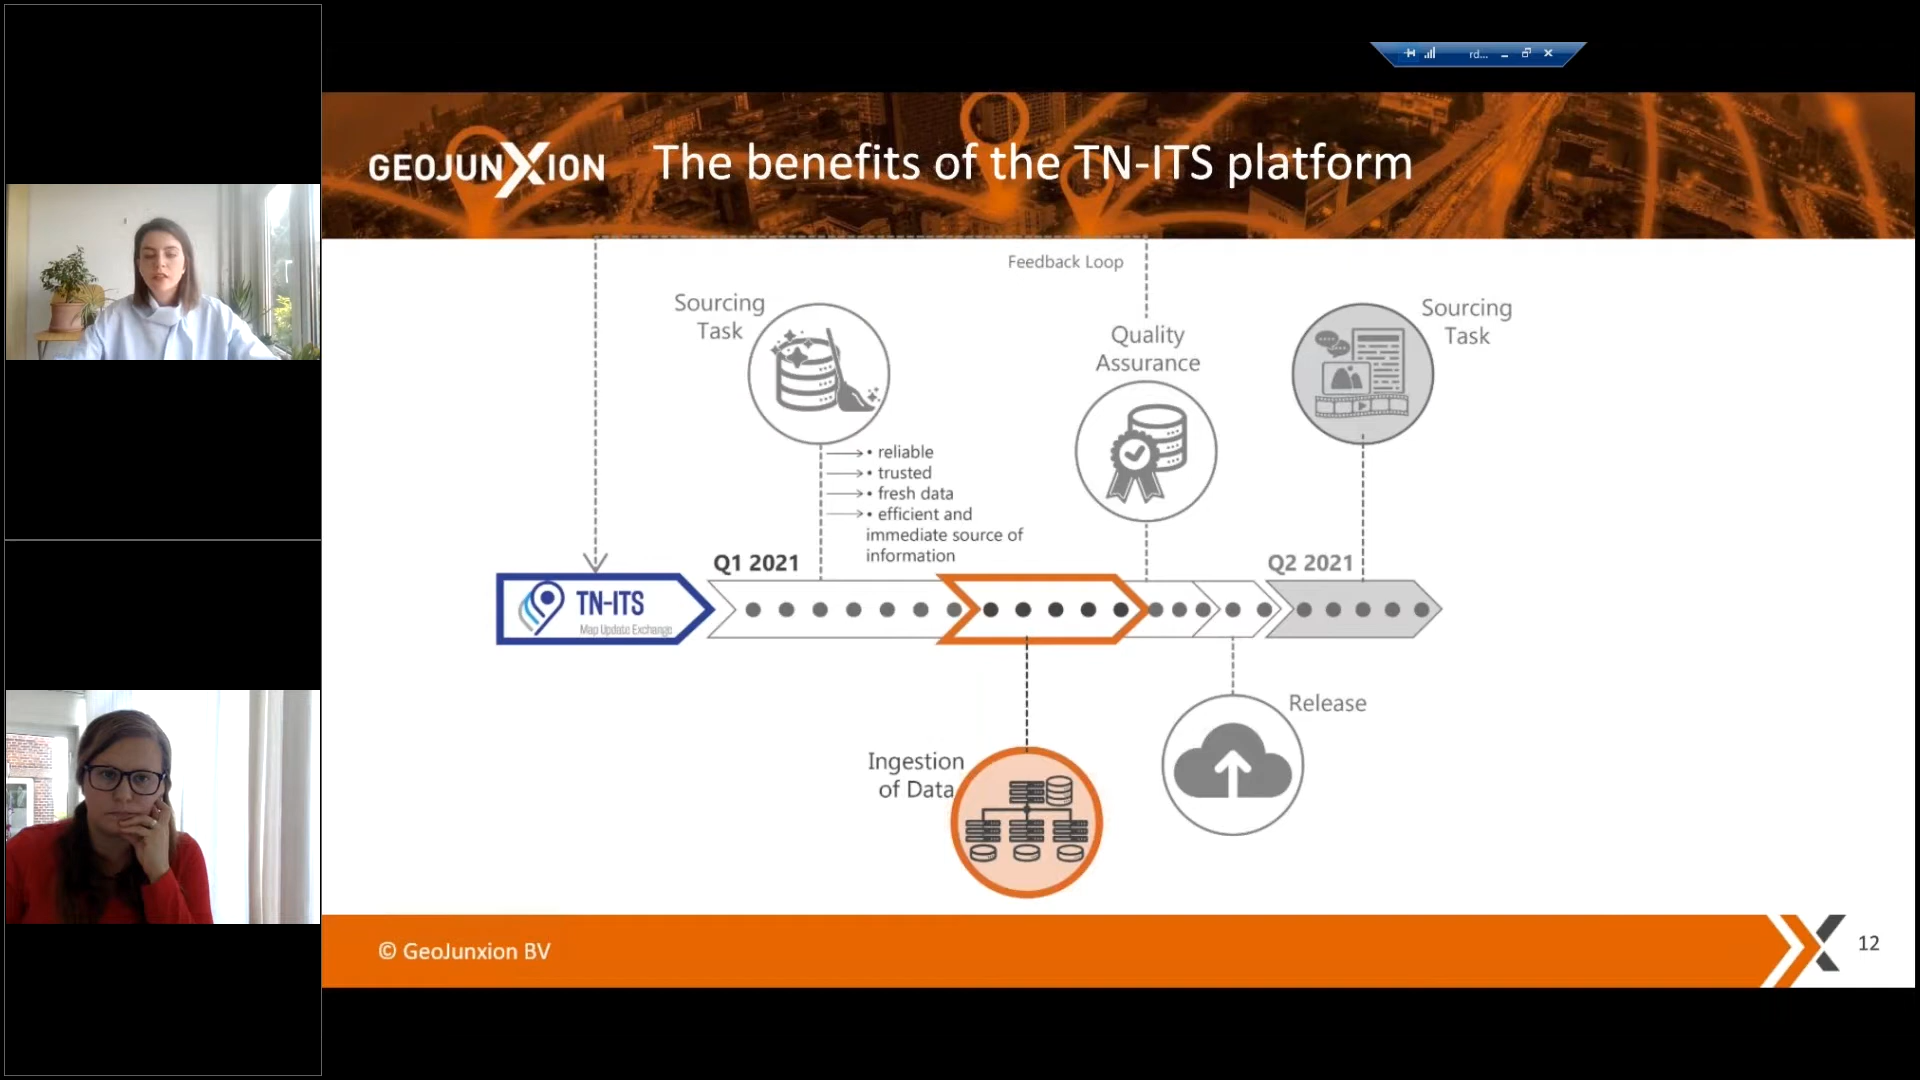 rd...
GEOJUNXION
The benefits of the TN-ITS platform
Feedback Loop
Sourcing
Task
Quality
Assurance
Sourcing
Task
• reliable
• trusted
• fresh data
• efficient and
immediate source of
information
Q1 2021
Q2 2021
TN-ITS
Map Update Exchange
Release
Ingestion
of Data
© GeoJunxion BV
12